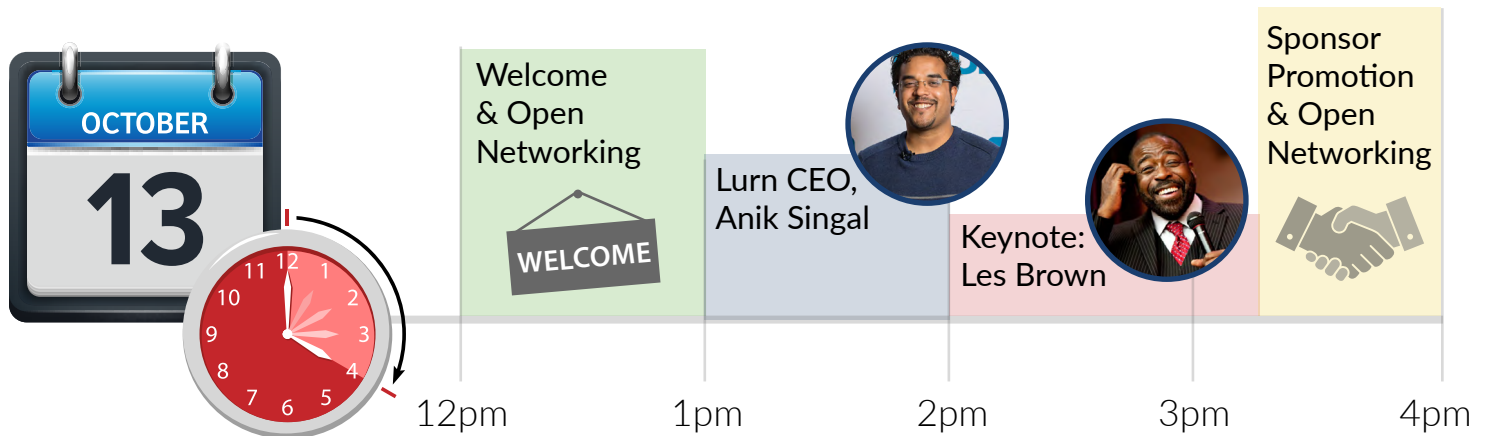 OCTOBER
13
12
1
2
3
4
5
6
7
8
9
10
11
Welcome
& Open
Networking
WELCOME
Lurn CEO,
Anik Singal
Keynote:
Les Brown
Sponsor
Promotion
& Open
Networking
12pm
1pm
2pm
3pm
4pm